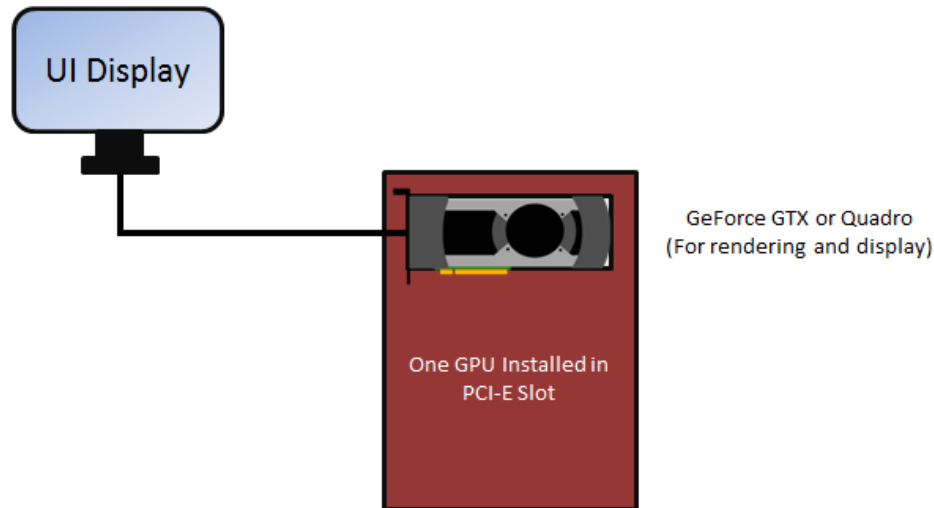 UI Display
GeForce GTX or Quadro
(For rendering and display)
One GPU Installed in
PCI-E Slot